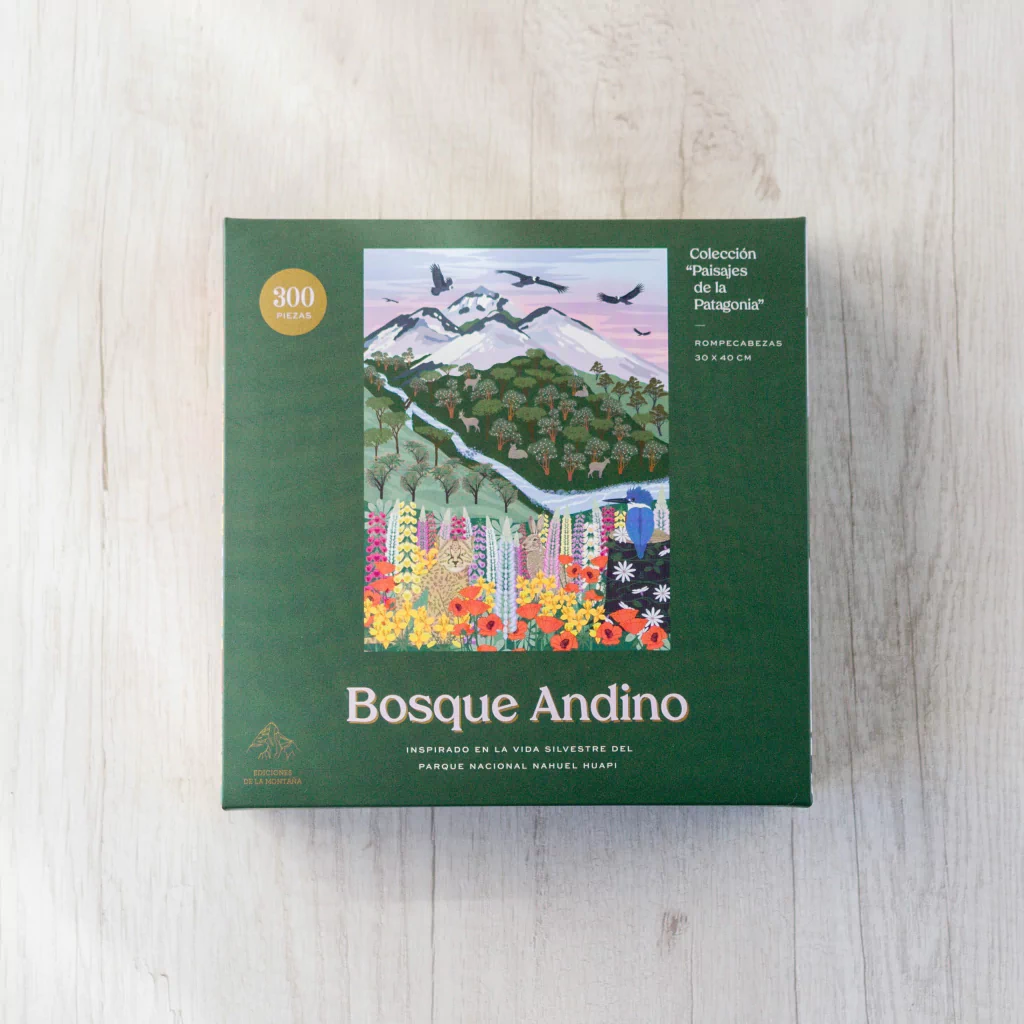 300
PIEZAS
Colección
“Paisajes
de la
Patagonia”
ROMPECABEZAS
30 X 40 CM
Bosque Andino
INSPIRADO EN LA VIDA SILVESTRE DEL
PARQUE NACIONAL NAHUEL HUAPI
EDICIONES
DE LA MONTAÑA